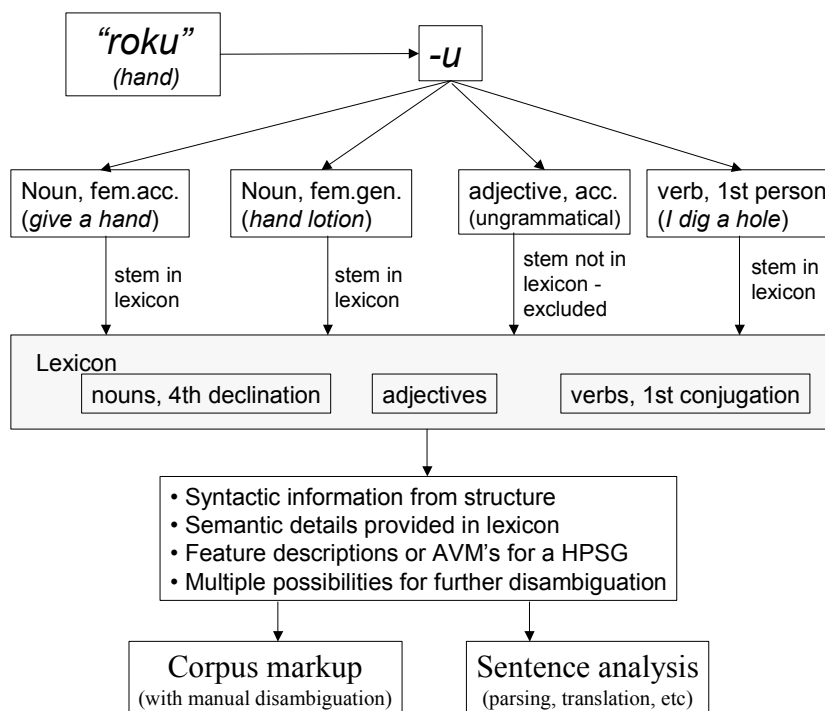 “roku”
(hand)
-u
Noun, fem.acc.
(give a hand)
Noun, fem.gen.
(hand lotion)
adjective, acc.
(ungrammatical)
verb, 1st person
(I dig a hole)
stem in
lexicon
stem in
lexicon
stem not in
lexicon -
excluded
stem in
lexicon
Lexicon
nouns, 4th declination
adjectives
verbs, 1st conjugation
• Syntactic information from structure
• Semantic details provided in lexicon
• Feature descriptions or AVM's for a HPSG
• Multiple possibilities for further disambiguation
Corpus markup
(with manual disambiguation)
Sentence analysis
(parsing, translation, etc)